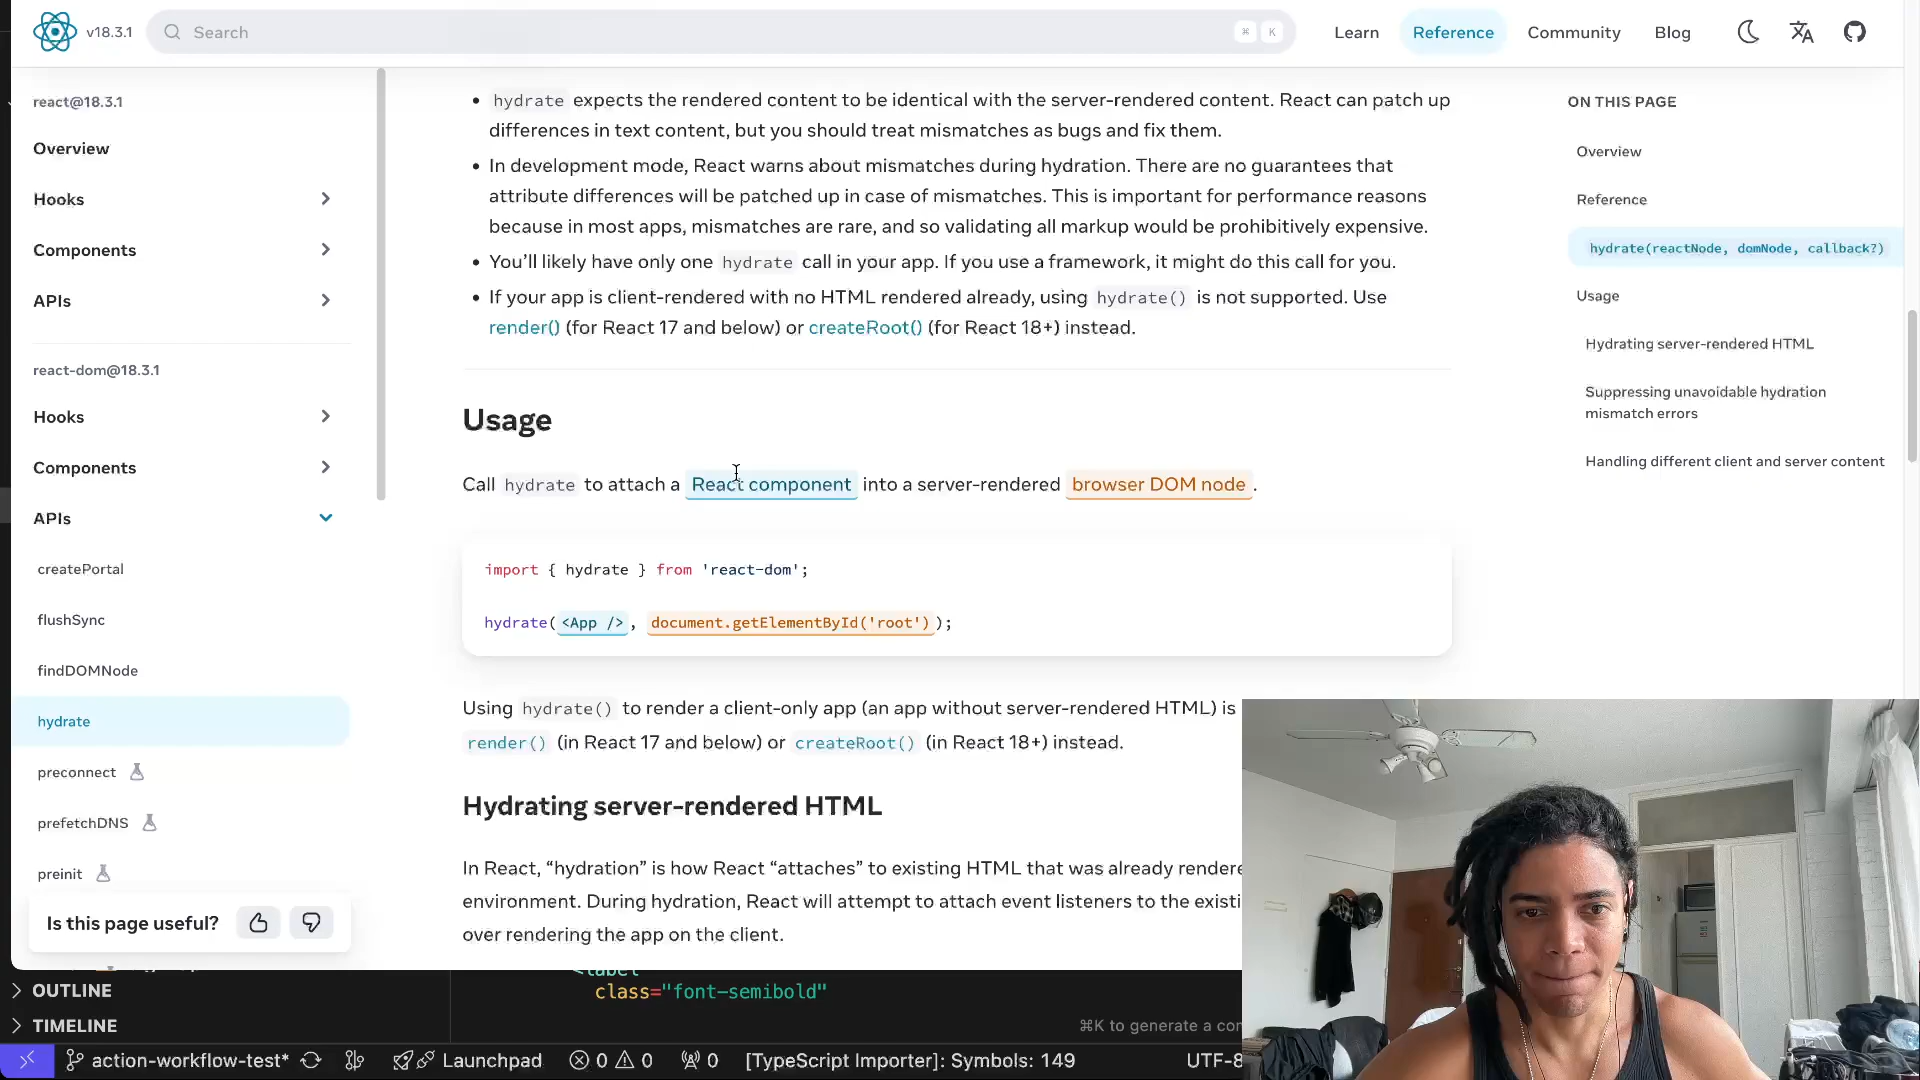 v18.3.1
Search
⌘ K
Learn
Reference
Community
Blog
react@18.3.1
Overview
Hooks
Components
APIs
react-dom@18.3.1
Hooks
Components
APIs
createPortal
flushSync
findDOMNode
hydrate
preconnect
prefetchDNS
preinit
Is this page useful?
hydrate expects the rendered content to be identical with the server-rendered content. React can patch up
differences in text content, but you should treat mismatches as bugs and fix them.
In development mode, React warns about mismatches during hydration. There are no guarantees that
attribute differences will be patched up in case of mismatches. This is important for performance reasons
because in most apps, mismatches are rare, and so validating all markup would be prohibitively expensive.
You’ll likely have only one hydrate call in your app. If you use a framework, it might do this call for you.
If your app is client-rendered with no HTML rendered already, using hydrate() is not supported. Use
render() (for React 17 and below) or createRoot() (for React 18+) instead.
Usage
Call hydrate to attach a React component into a server-rendered browser DOM node.
import { hydrate } from 'react-dom';
hydrate(<App />, document.getElementById('root'));
Using hydrate() to render a client-only app (an app without server-rendered HTML) is
render() (in React 17 and below) or createRoot() (in React 18+) instead.
Hydrating server-rendered HTML
In React, “hydration” is how React “attaches” to existing HTML that was already rendere
environment. During hydration, React will attempt to attach event listeners to the existi
over rendering the app on the client.
ON THIS PAGE
Overview
Reference
hydrate(reactNode, domNode, callback?)
Usage
Hydrating server-rendered HTML
Suppressing unavoidable hydration
mismatch errors
Handling different client and server content
<label
class="font-semibold"
⌘K to generate a co
OUTLINE
TIMELINE
action-workflow-test*
Launchpad
0
0
0
[TypeScript Importer]: Symbols: 149
UTF-8